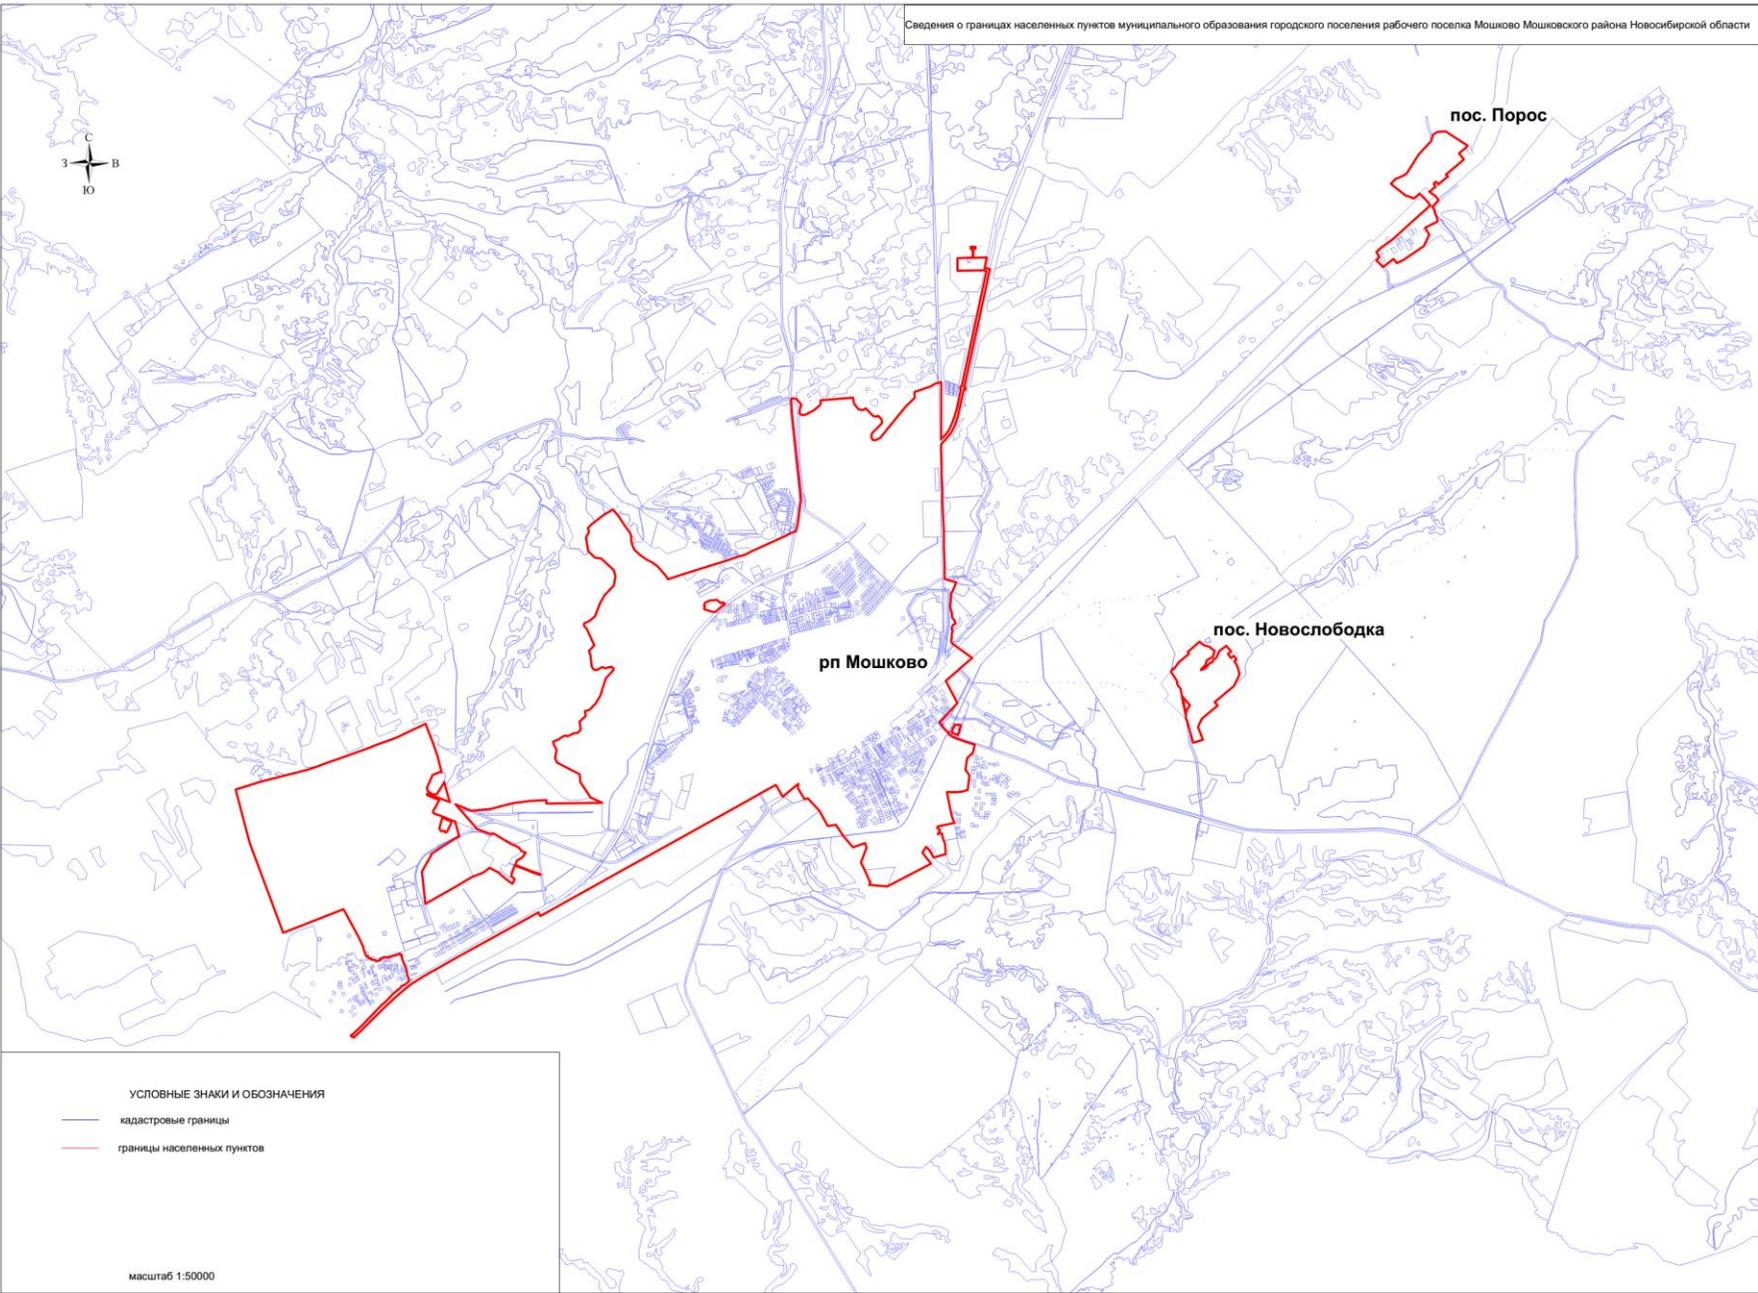 Сведения о границах населенных пунктов муниципального образования городского поселения рабочего поселка Мошково Мошковского района Новосибирской области
пос. Порос
С
З В
Ю
пос. Новослободка
рп Мошково
УСЛОВНЫЕ ЗНАКИ И ОБОЗНАЧЕНИЯ
кадастровые границы
границы населенных пунктов
масштаб 1:50000